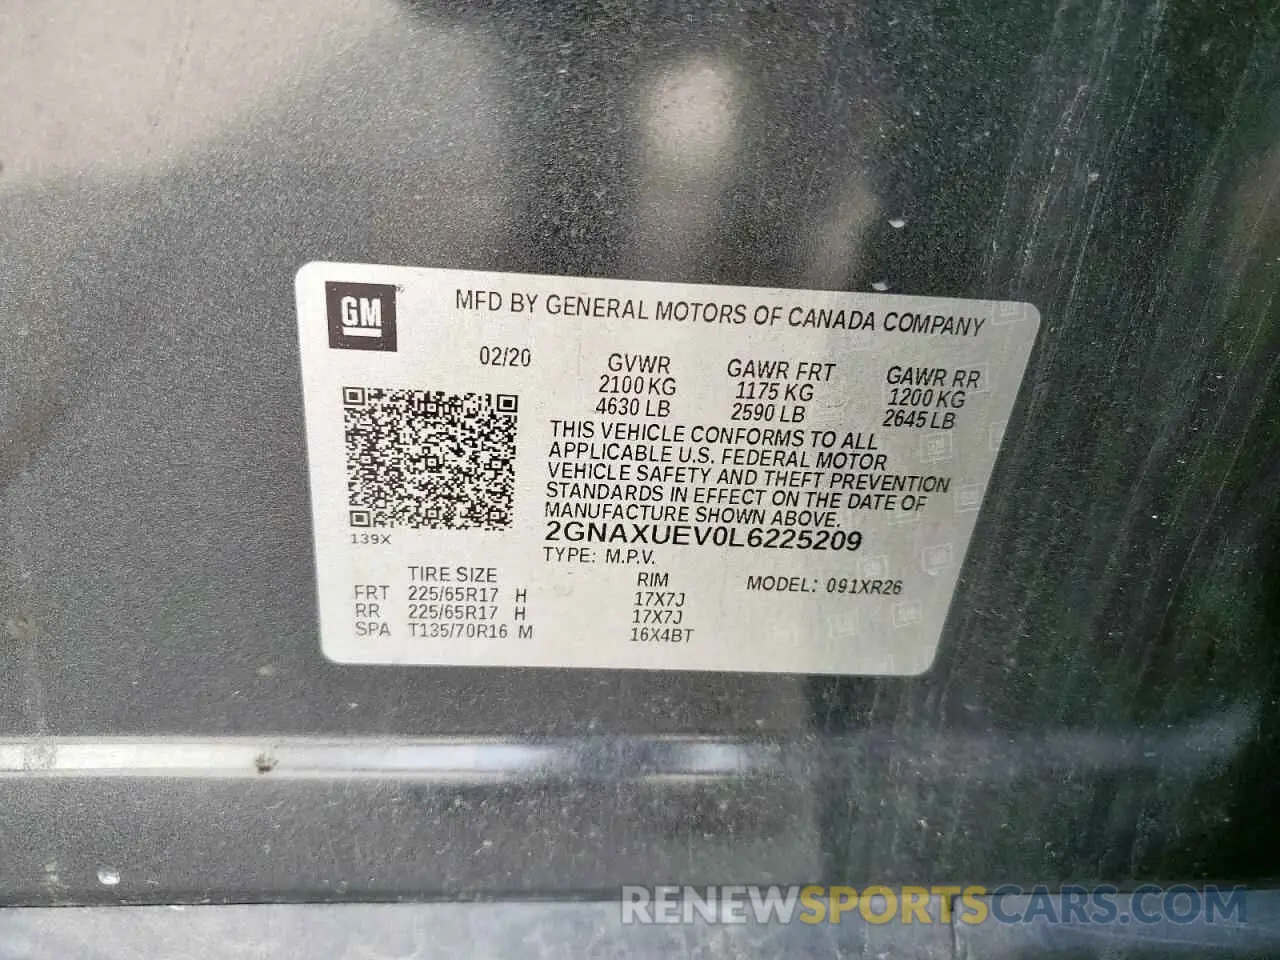 GM
MFD BY GENERAL MOTORS OF CANADA COMPANY
02/20
GVWR GAWR FRT GAWR RR
2100 KG 1175 KG 1200 KG
4630 LB 2590 LB 2645 LB
THIS VEHICLE CONFORMS TO ALL
APPLICABLE U.S. FEDERAL MOTOR
VEHICLE SAFETY AND THEFT PREVENTION
STANDARDS IN EFFECT ON THE DATE OF
MANUFACTURE SHOWN ABOVE.
2GNAXUEV0L6225209
139X
TYPE: M.P.V.
TIRE SIZE RIM MODEL: 091XR26
FRT 225/65R17 H 17X7J
RR 225/65R17 H 17X7J
SPA T135/70R16 M 16X4BT
RENEWSPORTSCARS.COM